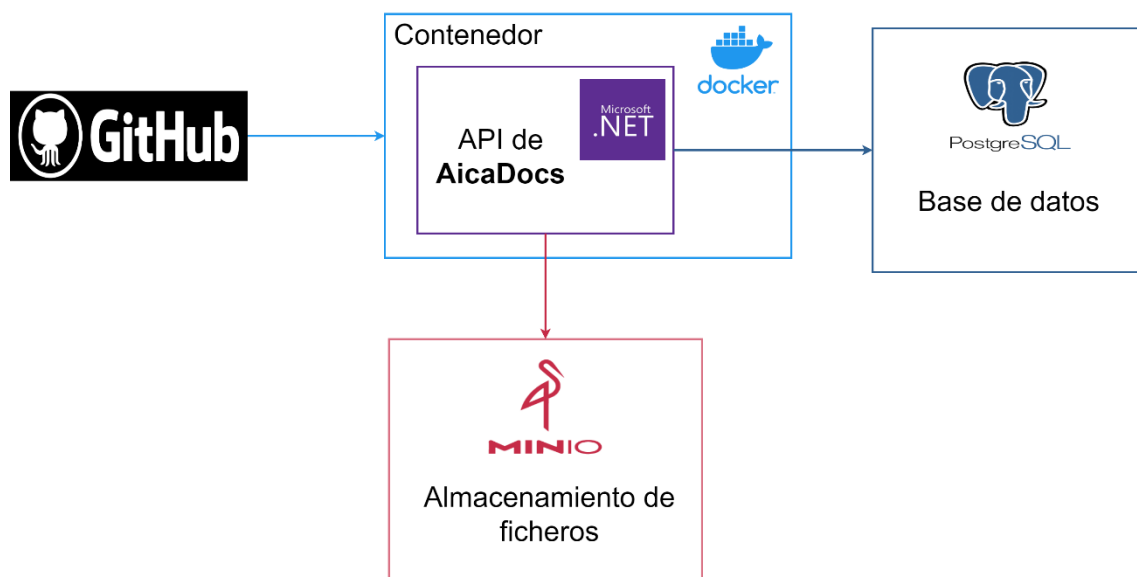 GitHub
Contenedor
docker
API de
AicaDocs
Microsoft
.NET
PostgreSQL
Base de datos
MINIO
Almacenamiento de
ficheros